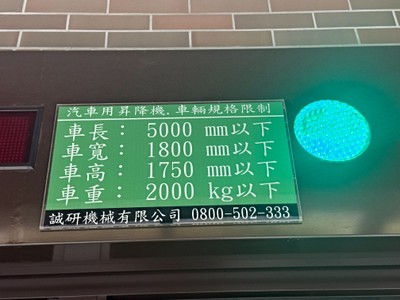 汽車用昇降機.車輛規格限制
車長： 5000 mm以下
車寬： 1800 mm以下
車高： 1750 mm以下
車重： 2000 kg以下
誠研機械有限公司 0800-502-333